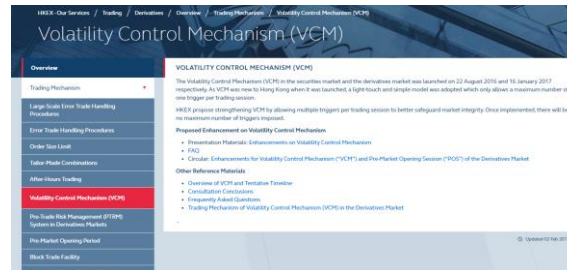 HKEX-Our Services / Trading / Derivatives / Overview / Trading Mechanism / Volatility Control Mechanism (VCM)
Volatility Control Mechanism (VCM)
Overview
Trading Mechanism
Large-Scale Error Trade Handling
Procedures
Error Trade Handling Procedures
Order Size Limit
Tailor-Made Combinations
After-Hours Trading
Volatility Control Mechanism (VCM)
Pre-Trade Risk Management (PTRM)
System in Derivatives Markets
Pre-Market Opening Period
Block Trade Facility
VOLATILITY CONTROL MECHANISM (VCM)
The Volatility Control Mechanism (VCM) in the securities market and the derivatives market was launched on 22 August 2016 and 16 January 2017
respectively. As VCM was new to Hong Kong when it was launched, a light-touch and simple model was adopted which only allows a maximum number
one trigger per trading session.
HKEX propose strengthening VCM by allowing multiple triggers per trading session to better safeguard market integrity. Once implemented, there will be
no maximum number of triggers imposed.
Proposed Enhancement on Volatility Control Mechanism
• Presentation Materials: Enhancements on Volatility Control Mechanism
• FAQ
• Circular: Enhancements for Volatility Control Mechanism ("VCM") and Pre-Market Opening Session ("POS") of the Derivatives Market
Other Reference Materials
• Overview of VCM and Tentative Timeline
• Consultation Conclusions
• Frequently Asked Questions
• Trading Mechanism of Volatility Control Mechanism (VCM) in the Derivatives Market
Updated 02 Feb